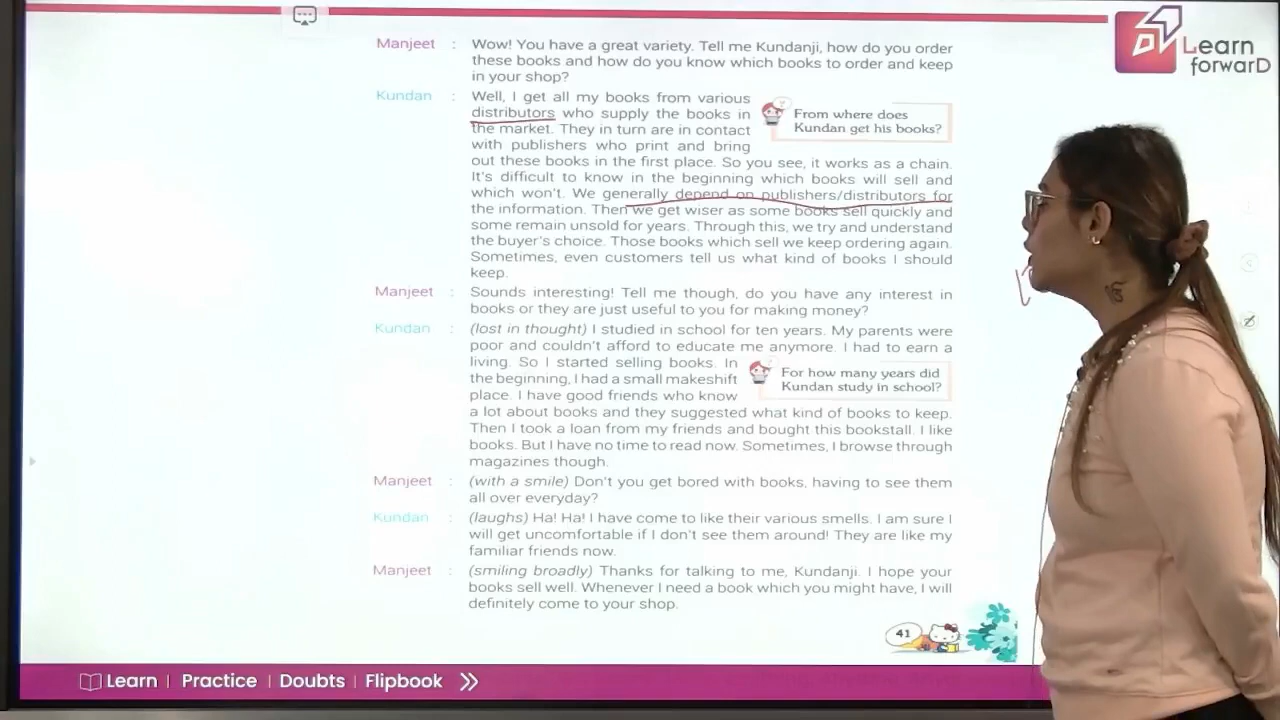 Learn
forwarD
Manjeet : Wow! You have a great variety. Tell me Kundanji, how do you order
these books and how do you know which books to order and keep
in your shop?
Kundan : Well, I get all my books from various
distributors who supply the books in
the market. They in turn are in contact
with publishers who print and bring
out these books in the first place. So you see, it works as a chain.
It's difficult to know in the beginning which books will sell and
which won't. We generally depend on publishers/distributors for
the information. Then we get wiser as some books sell quickly and
some remain unsold for years. Through this, we try and understand
the buyer's choice. Those books which sell we keep ordering again.
Sometimes, even customers tell us what kind of books I should
keep.
From where does
Kundan get his books?
Manjeet : Sounds interesting! Tell me though, do you have any interest in
books or they are just useful to you for making money?
Kundan : (lost in thought) I studied in school for ten years. My parents were
poor and couldn't afford to educate me anymore. I had to earn a
living. So I started selling books. In
the beginning, I had a small makeshift
place. I have good friends who know
a lot about books and they suggested what kind of books to keep.
Then I took a loan from my friends and bought this bookstall. I like
books. But I have no time to read now. Sometimes, I browse through
magazines though.
For how many years did
Kundan study in school?
Manjeet : (with a smile) Don't you get bored with books, having to see them
all over everyday?
Kundan : (laughs) Ha! Ha! I have come to like their various smells. I am sure I
will get uncomfortable if I don't see them around! They are like my
familiar friends now.
Manjeet : (smiling broadly) Thanks for talking to me, Kundanji. I hope your
books sell well. Whenever I need a book which you might have, I will
definitely come to your shop.
41
Learn | Practice | Doubts | Flipbook